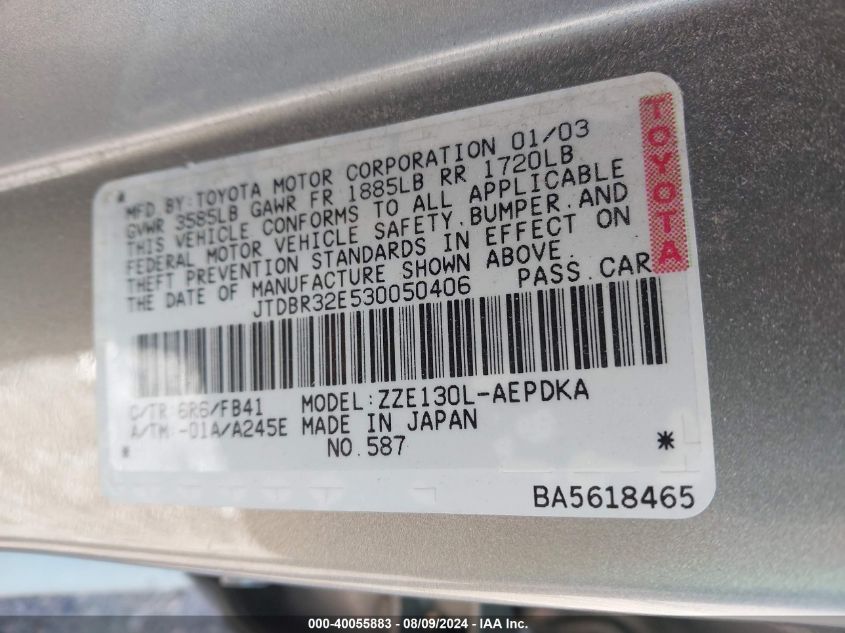 MFD BY:TOYOTA MOTOR CORPORATION 01/03
GVWR 3585LB GAWR FR 1885LB RR 1720LB
THIS VEHICLE CONFORMS TO ALL APPLICABLE
FEDERAL MOTOR VEHICLE SAFETY,BUMPER,AND
THEFT PREVENTION STANDARDS IN EFFECT ON
THE DATE OF MANUFACTURE SHOWN ABOVE.
JTDBR32E530050406 PASS.CAR
TOYOTA
C/TR:6R6/FB41 MODEL:ZZE130L-AEPDKA
A/TM:-01A/A245E MADE IN JAPAN
NO.587
BA5618465
000-40055883 / 08/09/2024 - IAA Inc.